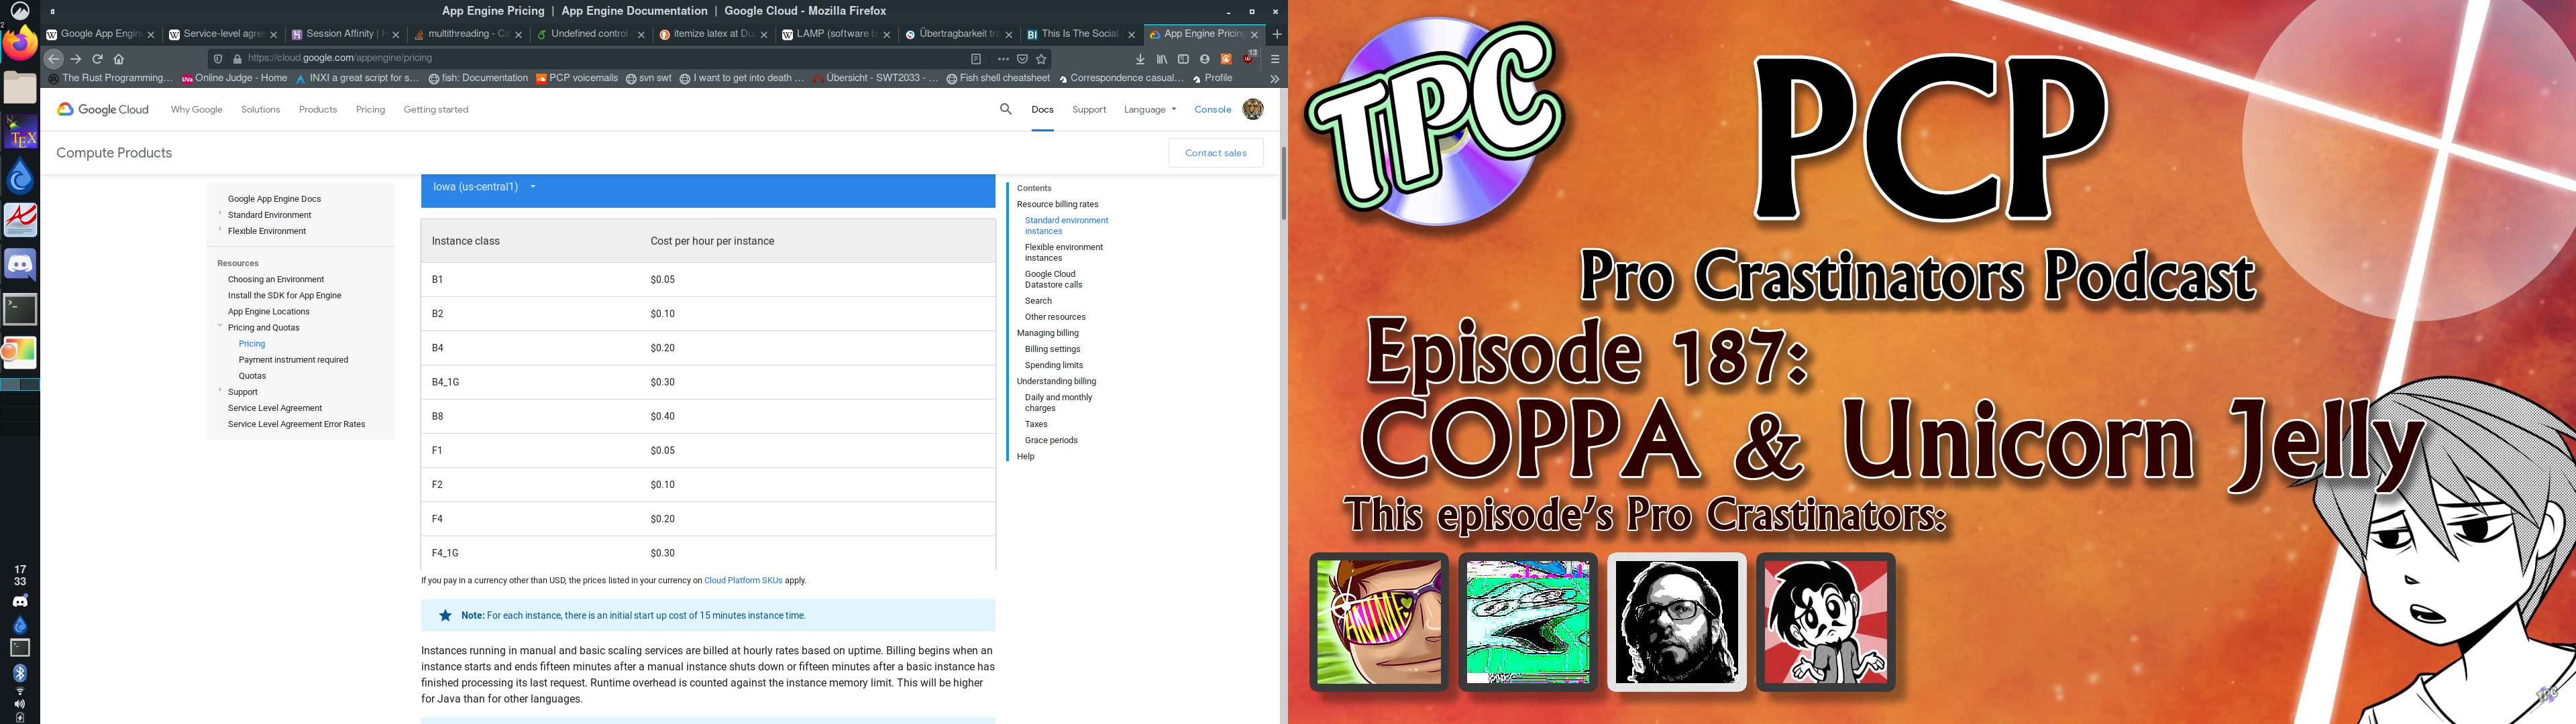 App Engine Pricing | App Engine Documentation | Google Cloud - Mozilla Firefox
Google App Engin
Service-level agre
Session Affinity | H
multithreading - Ca
Undefined control
itemize latex at Du
LAMP (software b
Übertragbarkeit tra
This Is The Social
App Engine Pricing
https://cloud.google.com/appengine/pricing
13
The Rust Programming…
Online Judge - Home
INXI a great script for s…
fish: Documentation
PCP voicemails
svn swt
I want to get into death …
Übersicht - SWT2033 - …
Fish shell cheatsheet
Correspondence casual…
Profile
Google Cloud
Why Google
Solutions
Products
Pricing
Getting started
Docs
Support
Language
Console
Compute Products
Contact sales
Google App Engine Docs
Standard Environment
Flexible Environment
Resources
Choosing an Environment
Install the SDK for App Engine
App Engine Locations
Pricing and Quotas
Pricing
Payment instrument required
Quotas
Support
Service Level Agreement
Service Level Agreement Error Rates
Iowa (us-central1)
Instance class Cost per hour per instance
B1 $0.05
B2 $0.10
B4 $0.20
B4_1G $0.30
B8 $0.40
F1 $0.05
F2 $0.10
F4 $0.20
F4_1G $0.30
If you pay in a currency other than USD, the prices listed in your currency on Cloud Platform SKUs apply.
Note: For each instance, there is an initial start up cost of 15 minutes instance time.
Instances running in manual and basic scaling services are billed at hourly rates based on uptime. Billing begins when an
instance starts and ends fifteen minutes after a manual instance shuts down or fifteen minutes after a basic instance has
finished processing its last request. Runtime overhead is counted against the instance memory limit. This will be higher
for Java than for other languages.
Contents
Resource billing rates
Standard environment
instances
Flexible environment
instances
Google Cloud
Datastore calls
Search
Other resources
Managing billing
Billing settings
Spending limits
Understanding billing
Daily and monthly
charges
Taxes
Grace periods
Help
2
TEX
17
33
TPC
PCP
Pro Crastinators Podcast
Episode 187:
COPPA & Unicorn Jelly
This episode's Pro Crastinators:
TPC